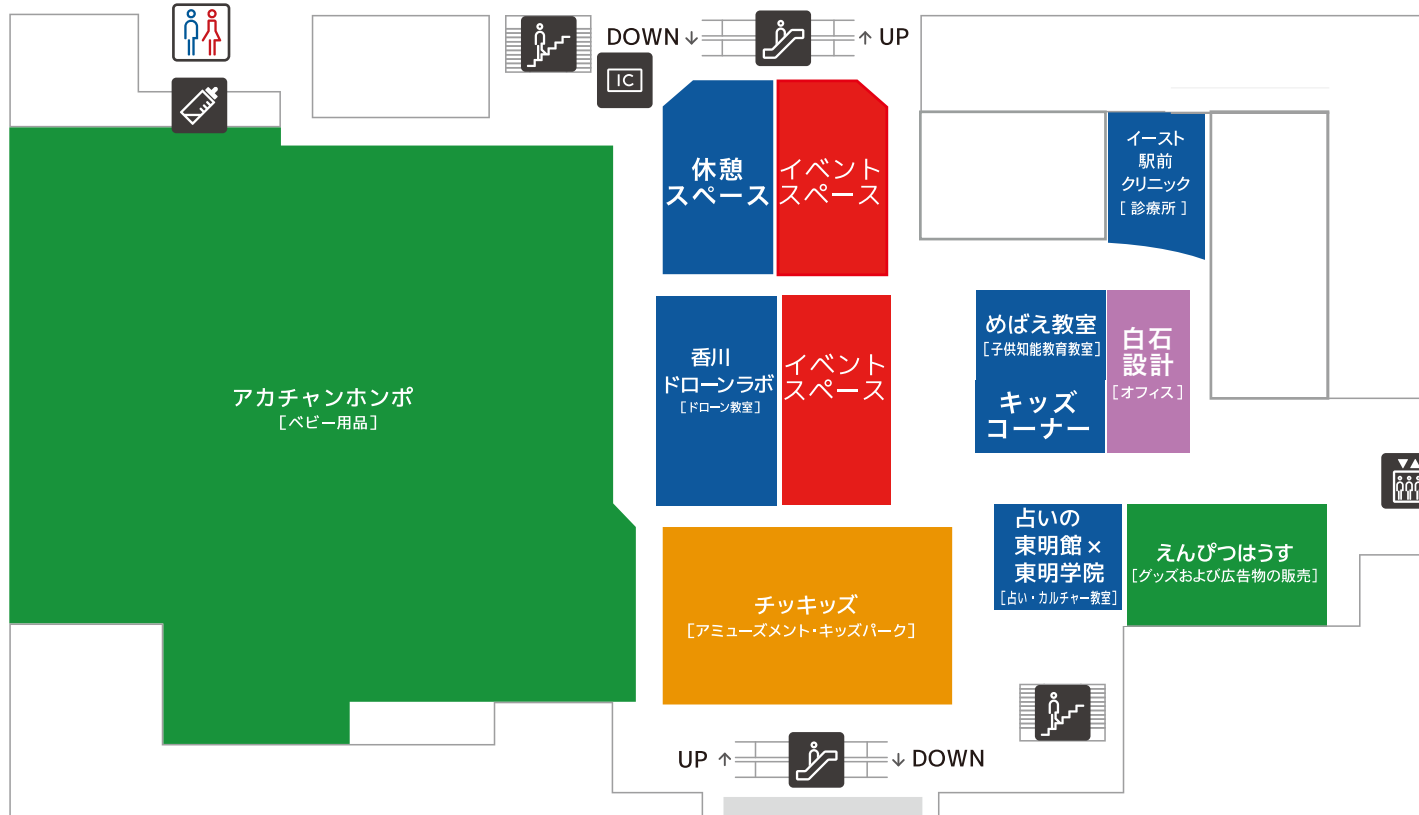 DOWN ↓
↑ UP
IC
休憩
スペース
イベント
スペース
イースト
駅前
クリニック
[ 診療所 ]
アカチャンホンポ
[ベビー用品]
香川
ドローンラボ
[ドローン教室]
イベント
スペース
めばえ教室
[子供知能教育教室]
キッズ
コーナー
白石
設計
[オフィス]
チッキッズ
[アミューズメント・キッズパーク]
占いの
東明館×
東明学院
[占い・カルチャー教室]
えんぴつはうす
[グッズおよび広告物の販売]
UP ↑
↓ DOWN